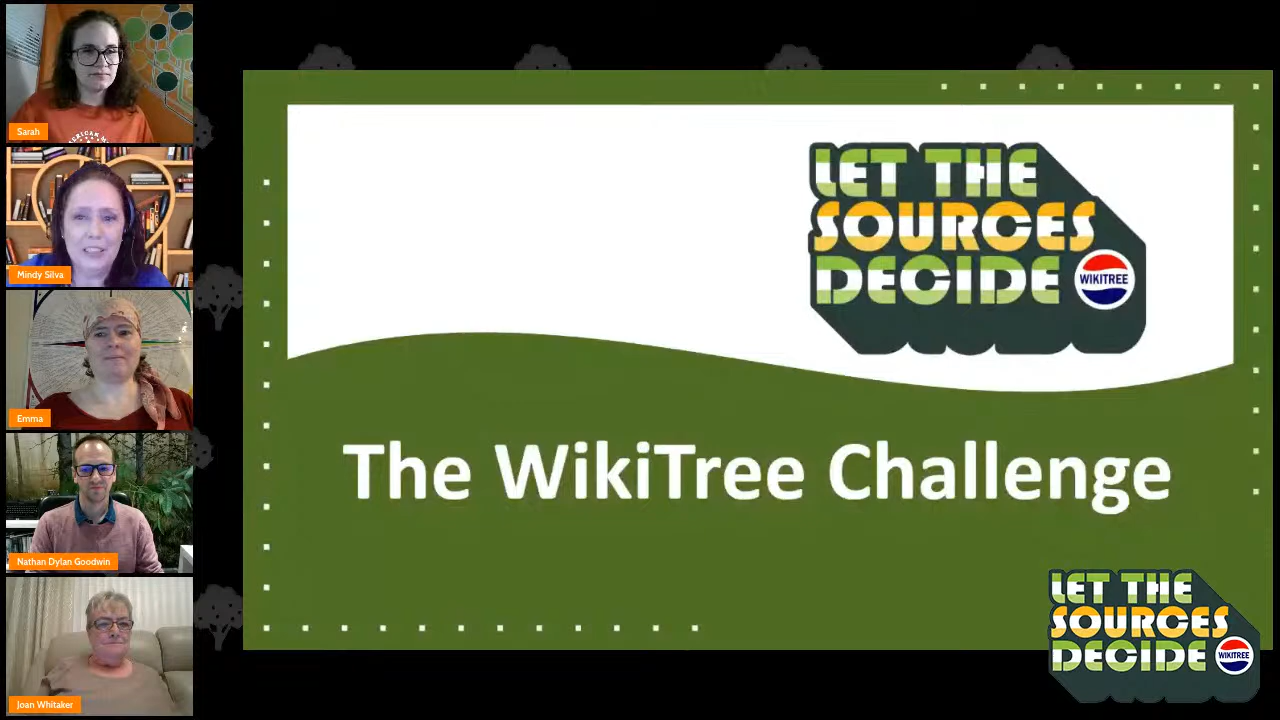 Sarah
Mindy Silva
Emma
Nathan Dylan Goodwin
Joan Whitaker
LET THE
SOURCES
DECIDE
WIKITREE
The WikiTree Challenge
LET THE
SOURCES
DECIDE
WIKITREE